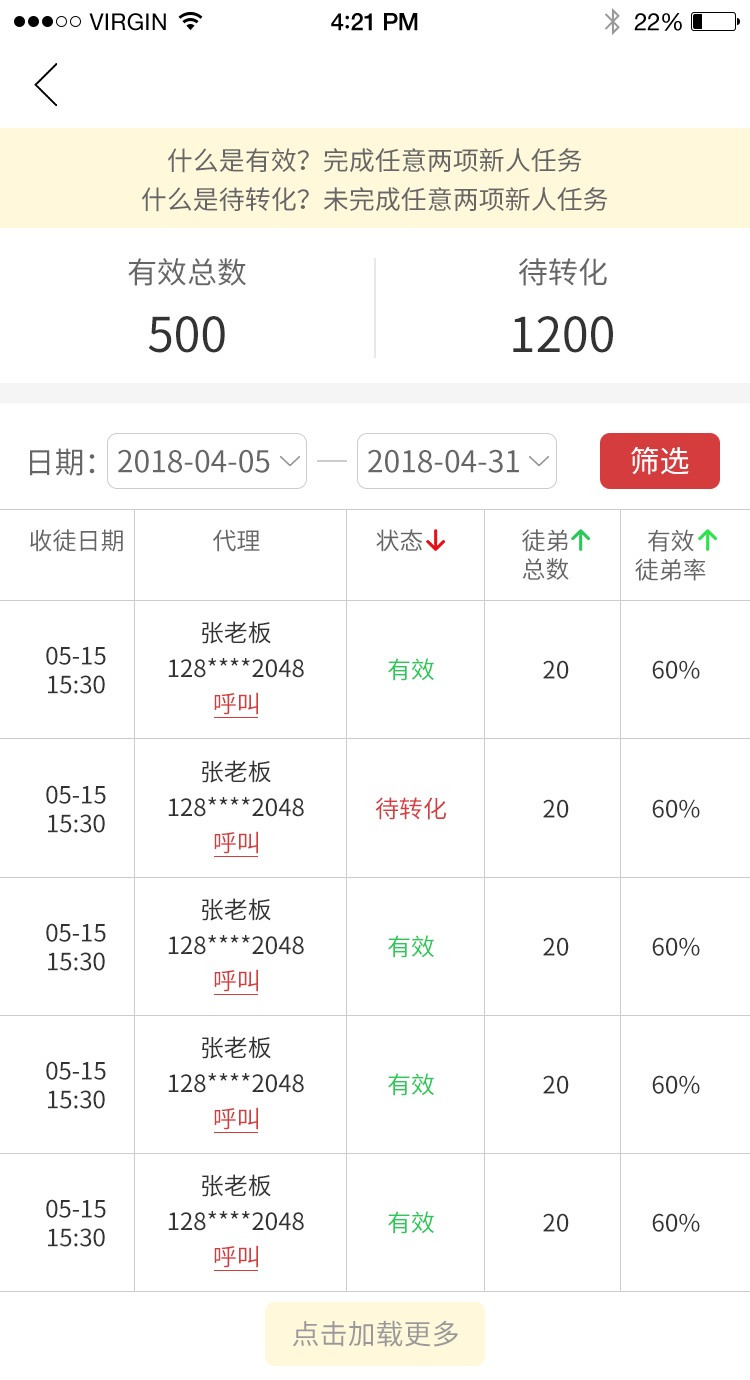 VIRGIN 4:21 PM 22%
什么是有效？完成任意两项新人任务
什么是待转化？未完成任意两项新人任务
有效总数 待转化
500 1200
日期： 2018-04-05 — 2018-04-31 筛选
收徒日期 代理 状态 徒弟总数 有效徒弟率
张老板
05-15 128****2048 有效 20 60%
15:30 呼叫
张老板
05-15 128****2048 待转化 20 60%
15:30 呼叫
张老板
05-15 128****2048 有效 20 60%
15:30 呼叫
张老板
05-15 128****2048 有效 20 60%
15:30 呼叫
张老板
05-15 128****2048 有效 20 60%
15:30 呼叫
点击加载更多